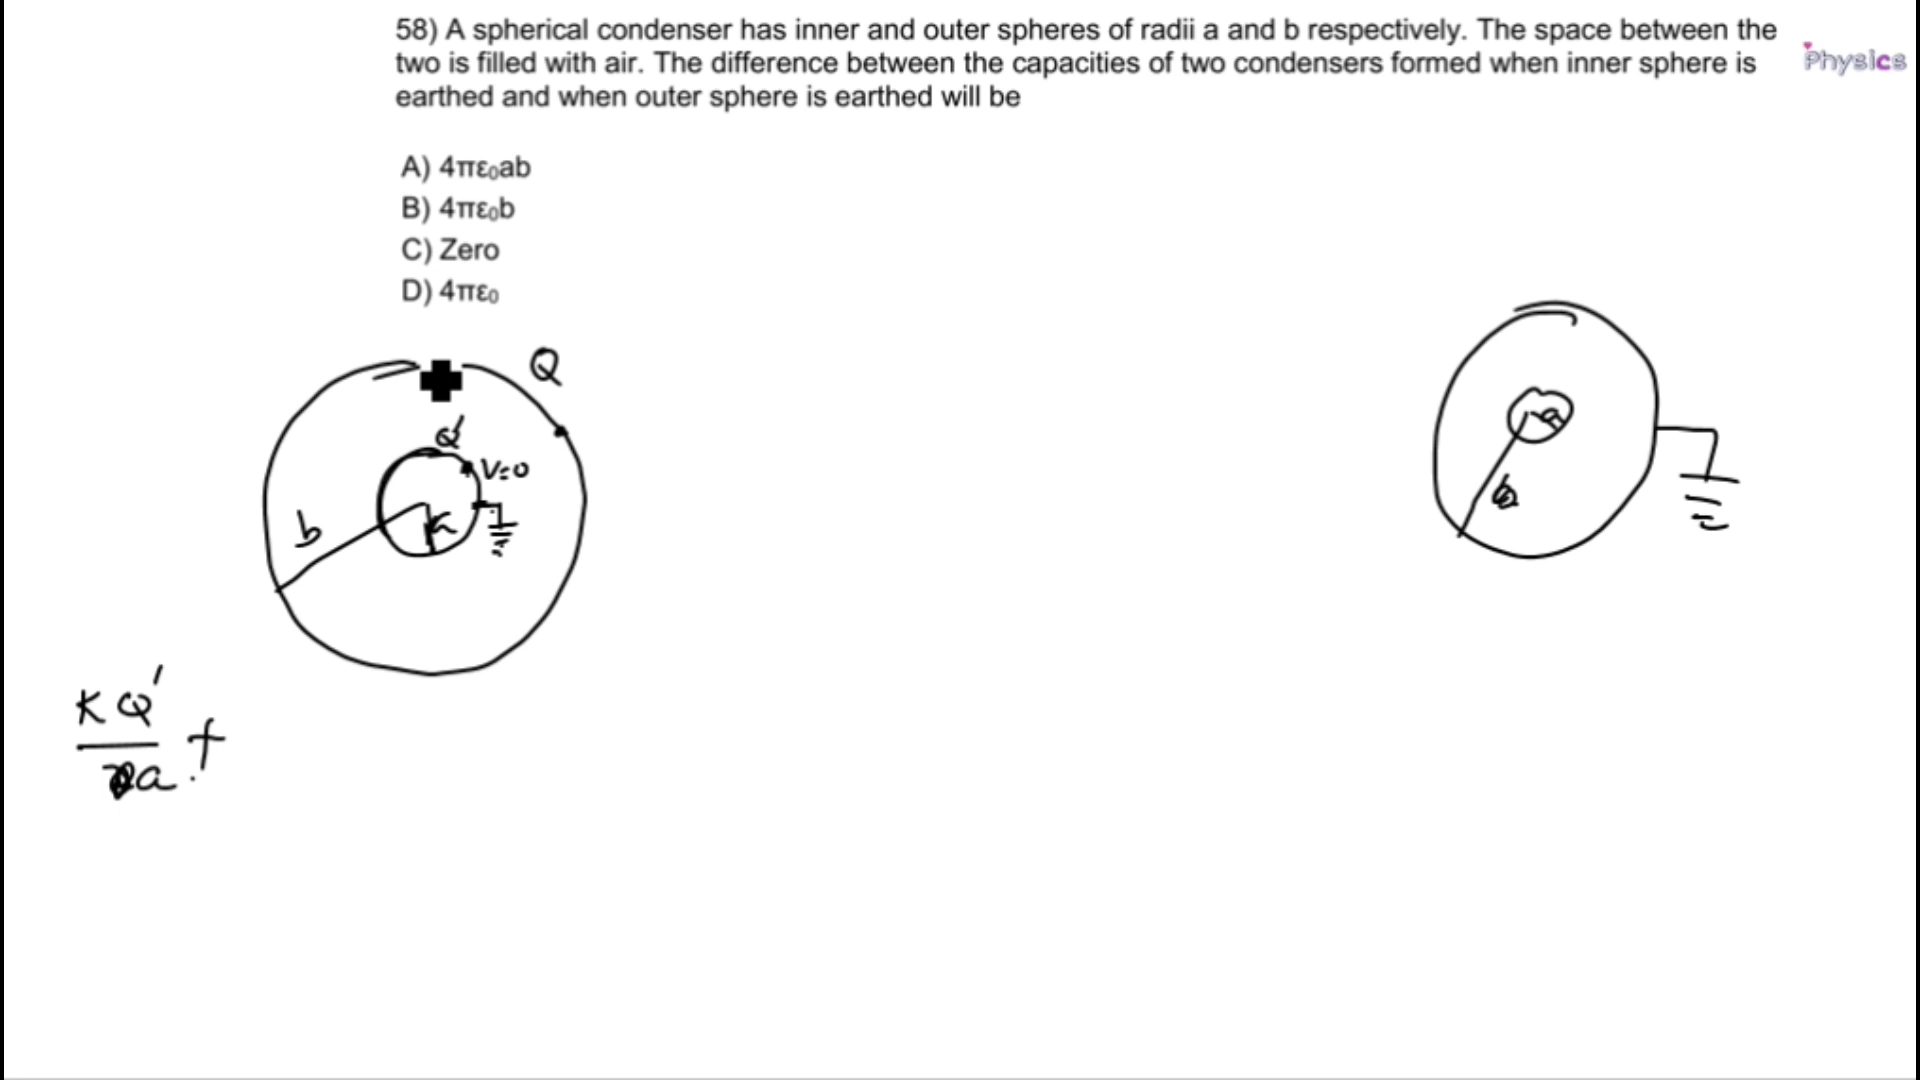 58) A spherical condenser has inner and outer spheres of radii a and b respectively. The space between the
two is filled with air. The difference between the capacities of two condensers formed when inner sphere is
earthed and when outer sphere is earthed will be
Physics
A) 4πε₀ab
B) 4πε₀b
C) Zero
D) 4πε₀
Q
Q'
V=0
b
a
a
b
KQ'
a
+